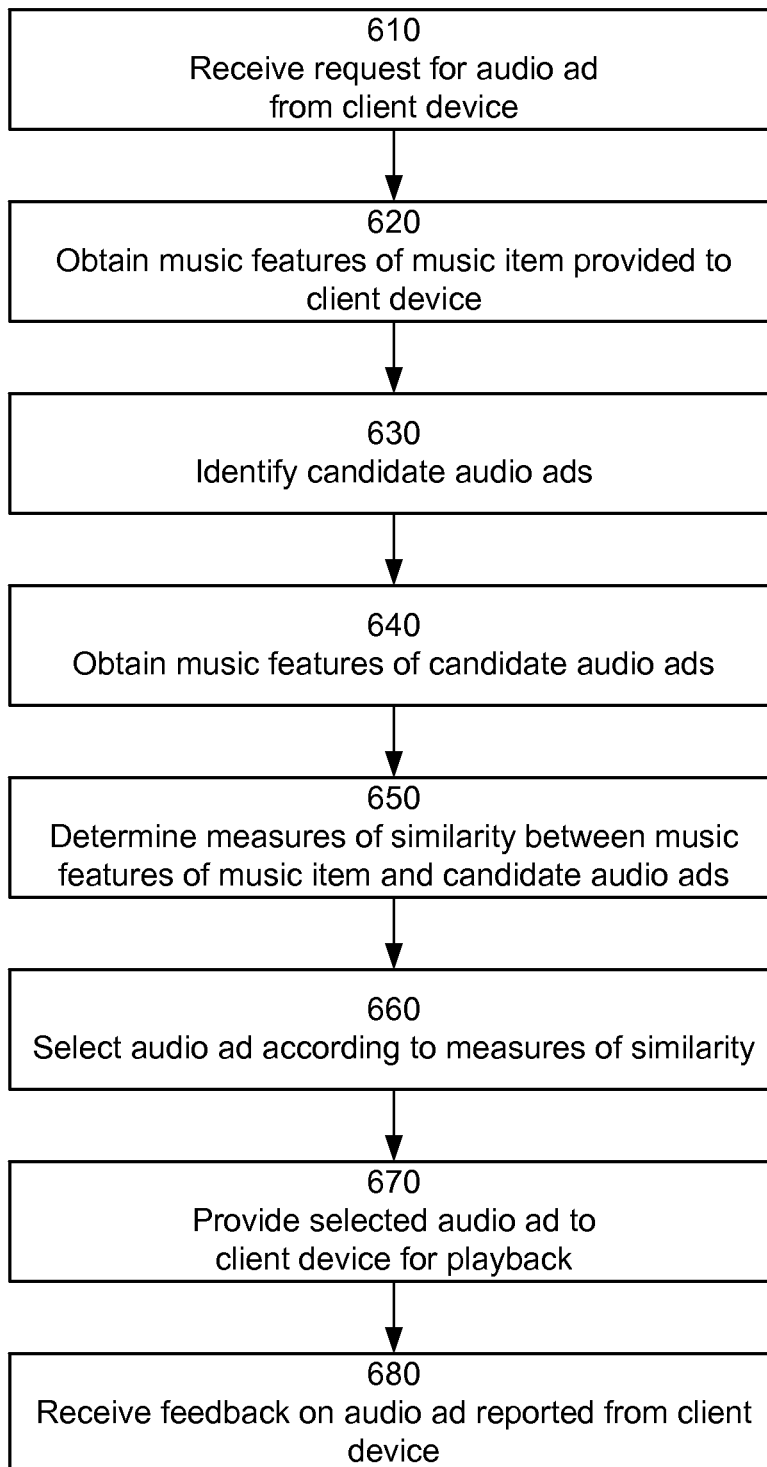 610
Receive request for audio ad
from client device
620
Obtain music features of music item provided to
client device
630
Identify candidate audio ads
640
Obtain music features of candidate audio ads
650
Determine measures of similarity between music
features of music item and candidate audio ads
660
Select audio ad according to measures of similarity
670
Provide selected audio ad to
client device for playback
680
Receive feedback on audio ad reported from client
device